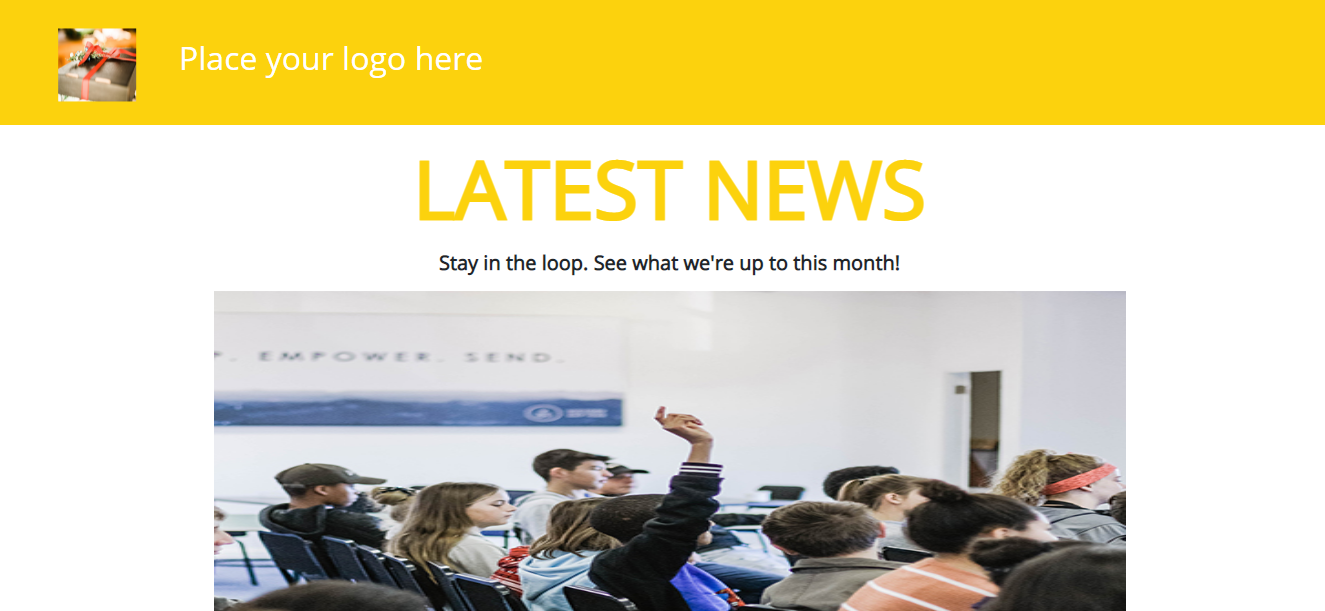 Place your logo here
LATEST NEWS
Stay in the loop. See what we're up to this month!
. EMPOWER. SEND.